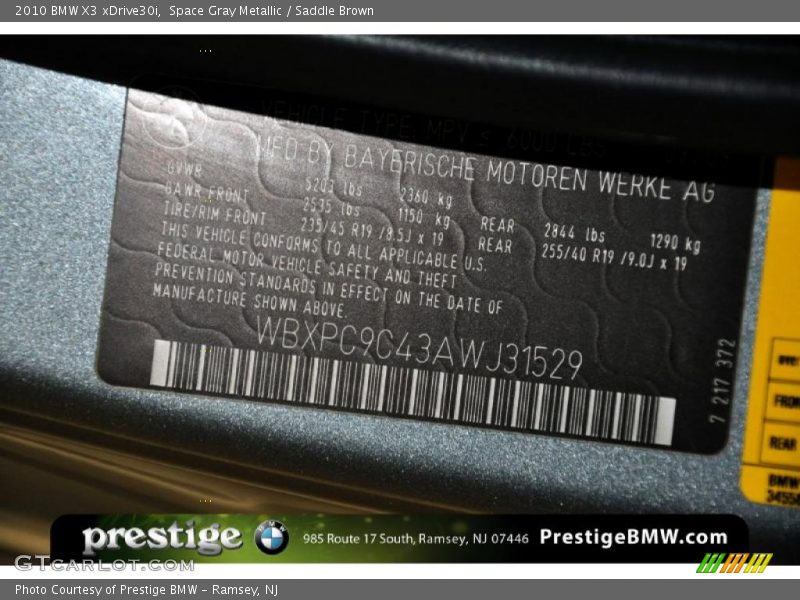 2010 BMW X3 xDrive30i,  Space Gray Metallic / Saddle Brown
VEHICLE TYPE MPV ≤ 6000 LBS
MFD BY BAYERISCHE MOTOREN WERKE AG
GVWR 5203 lbs 2360 kg
GAWR FRONT 2535 lbs 1150 kg REAR 2844 lbs 1290 kg
TIRE/RIM FRONT 235/45 R19 /8.5J x 19 REAR 255/40 R19 /9.0J x 19
THIS VEHICLE CONFORMS TO ALL APPLICABLE U.S.
FEDERAL MOTOR VEHICLE SAFETY AND THEFT
PREVENTION STANDARDS IN EFFECT ON THE DATE OF
MANUFACTURE SHOWN ABOVE.
WBXPC9C43AWJ31529
7 217 372
FRON
REAR
BMW
3455
prestige
BMW
985 Route 17 South, Ramsey, NJ 07446
PrestigeBMW.com
GTCarLot.com
Photo Courtesy of Prestige BMW - Ramsey, NJ